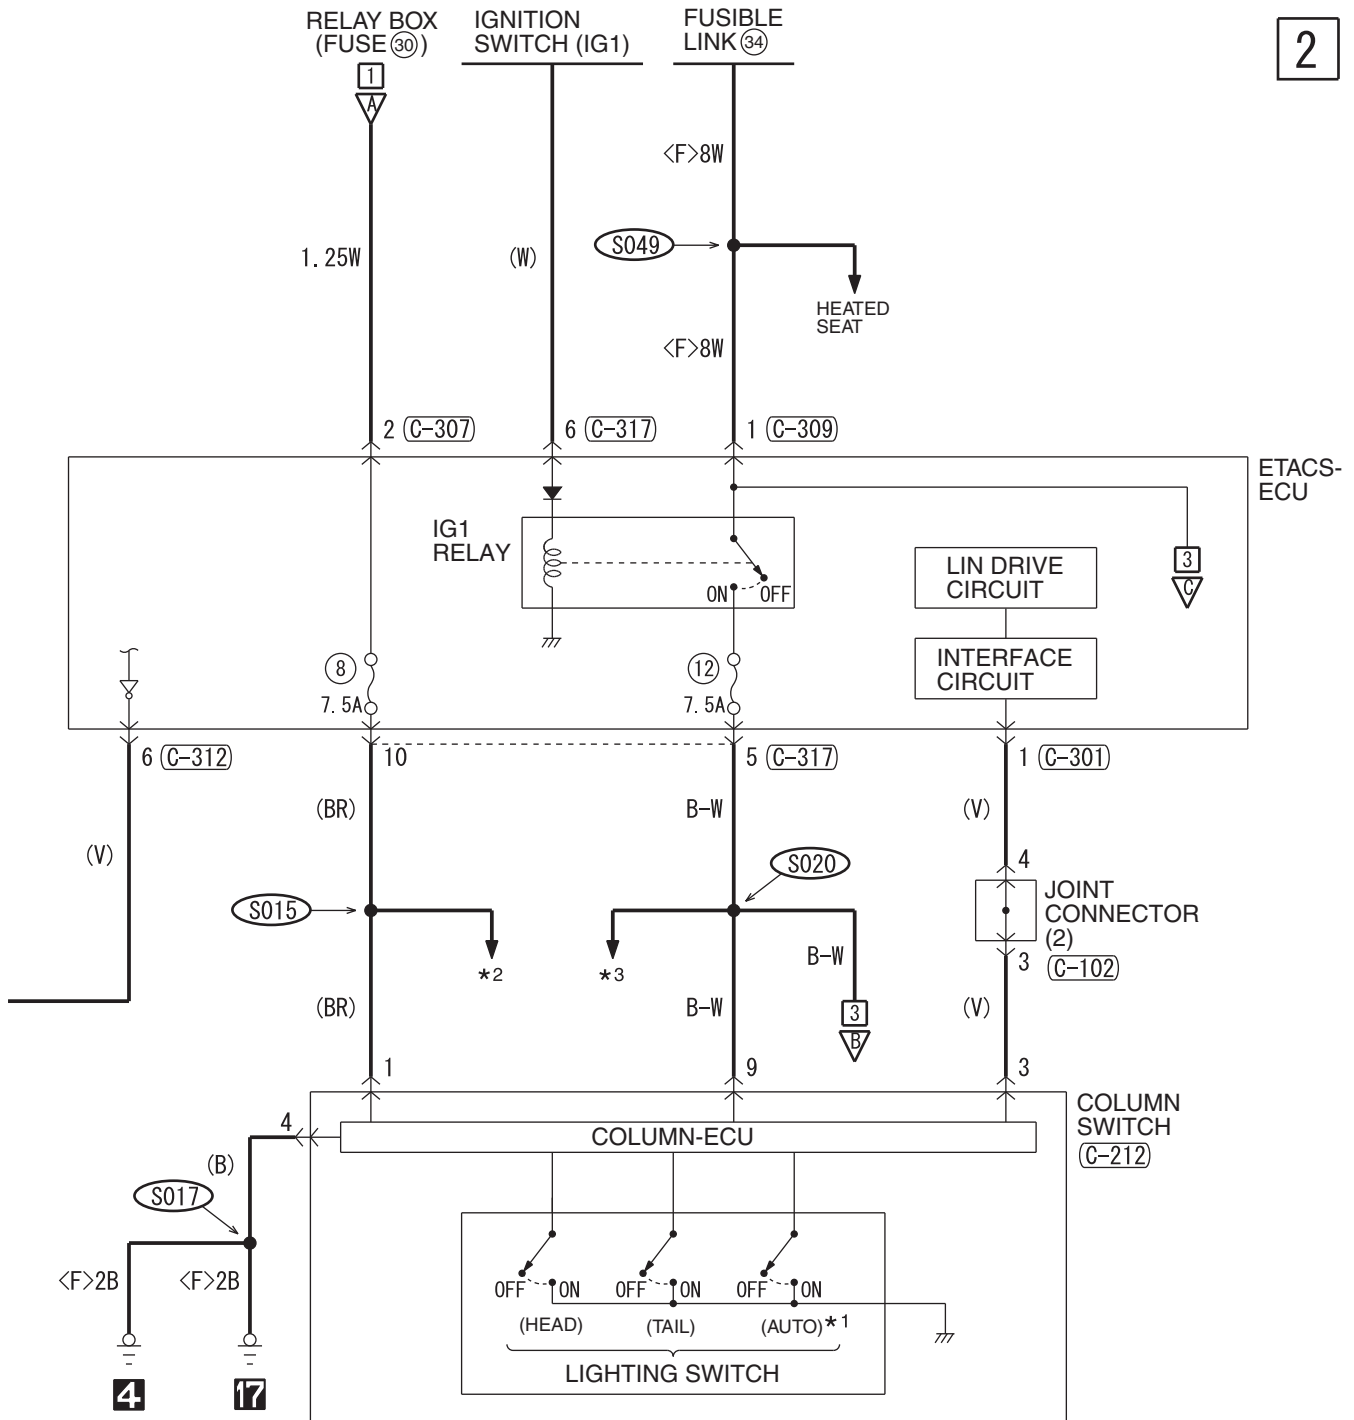 RELAY BOX
(FUSE 30)
IGNITION
SWITCH (IG1)
FUSIBLE
LINK 34
2
1
A
<F>8W
1.25W
(W)
S049
HEATED
SEAT
<F>8W
2 (C-307)
6 (C-317)
1 (C-309)
ETACS-
ECU
IG1
RELAY
ON
OFF
LIN DRIVE
CIRCUIT
3
C
INTERFACE
CIRCUIT
8
7.5A
12
7.5A
6 (C-312)
10
5 (C-317)
1 (C-301)
(BR)
B-W
(V)
(V)
S015
S020
4
JOINT
CONNECTOR
(2)
3 (C-102)
*2
*3
B-W
(BR)
B-W
3
B
(V)
1
9
3
COLUMN
SWITCH
(C-212)
4
COLUMN-ECU
(B)
S017
<F>2B
<F>2B
OFF ON
OFF ON
OFF ON
(HEAD)
(TAIL)
(AUTO)*1
LIGHTING SWITCH
4
17